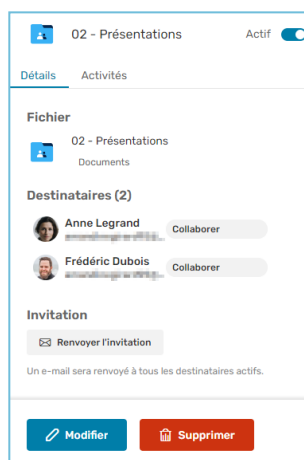 02 - Présentations Actif
Détails Activités
Fichier
02 - Présentations
Documents
Destinataires (2)
Anne Legrand
Collaborer
Frédéric Dubois
Collaborer
Invitation
Renvoyer l'invitation
Un e-mail sera renvoyé à tous les destinataires actifs.
Modifier Supprimer